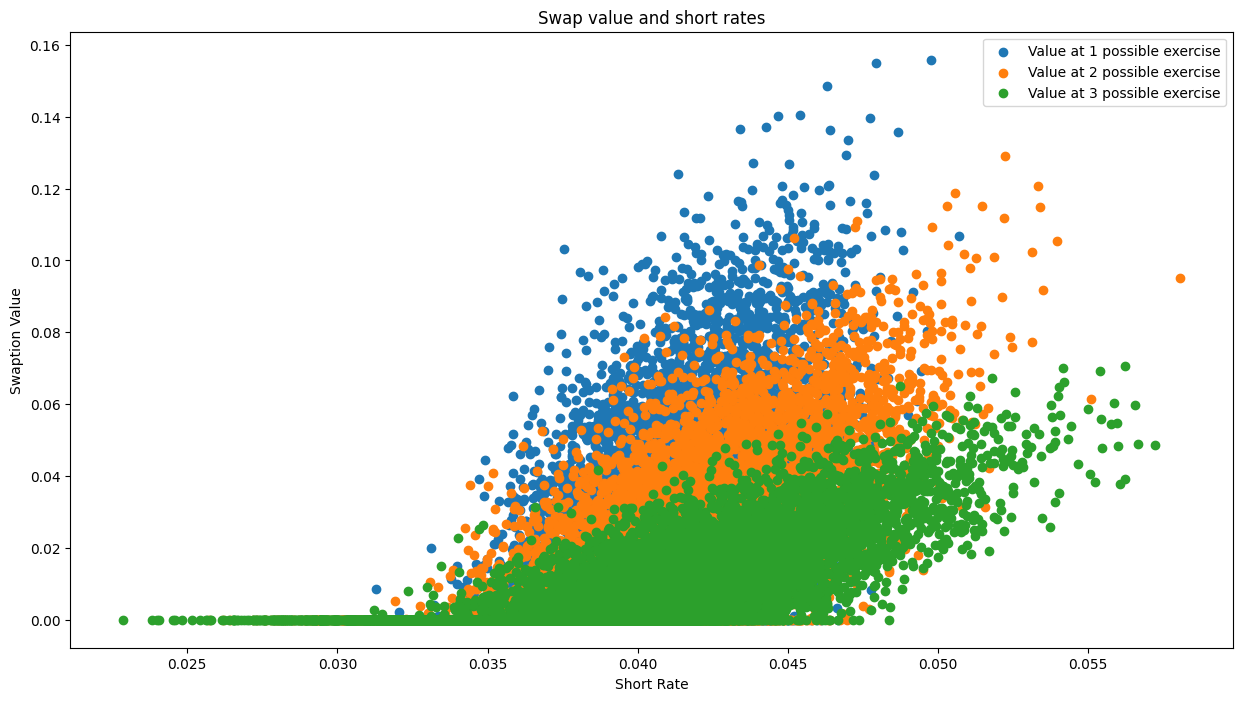 Swap value and short rates
Value at 1 possible exercise
Value at 2 possible exercise
Value at 3 possible exercise
Swaption Value
0.16
0.14
0.12
0.10
0.08
0.06
0.04
0.02
0.00
0.025 0.030 0.035 0.040 0.045 0.050 0.055
Short Rate